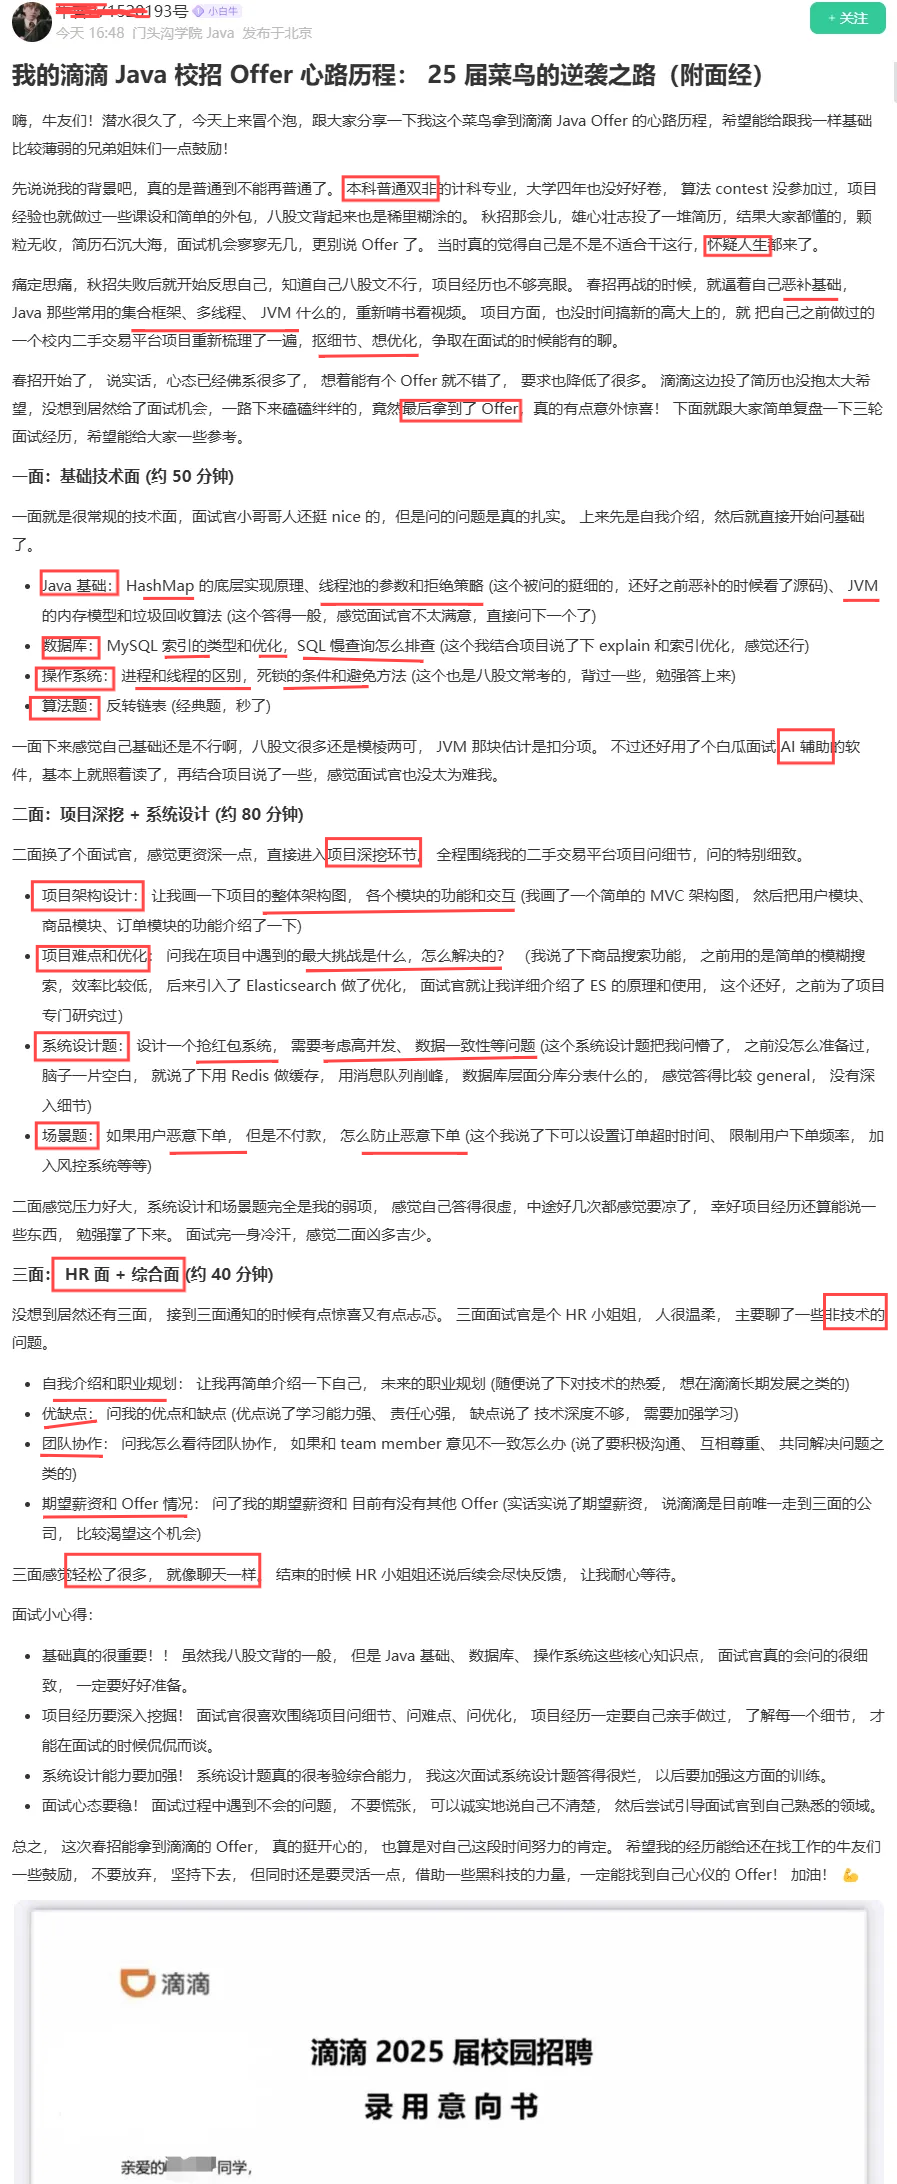 193号 小白牛
+ 关注
今天 16:48 门头沟学院 Java 发布于北京
我的滴滴 Java 校招 Offer 心路历程： 25 届菜鸟的逆袭之路（附面经）
嗨，牛友们！潜水很久了，今天上来冒个泡，跟大家分享一下我这个菜鸟拿到滴滴 Java Offer 的心路历程，希望能给跟我一样基础
比较薄弱的兄弟姐妹们一点鼓励！
先说说我的背景吧，真的是普通到不能再普通了。 本科普通双非的计科专业，大学四年也没好好卷， 算法 contest 没参加过，项目
经验也就做过一些课设和简单的外包，八股文背起来也是稀里糊涂的。 秋招那会儿，雄心壮志投了一堆简历，结果大家都懂的，颗
粒无收，简历石沉大海，面试机会寥寥无几，更别说 Offer 了。 当时真的觉得自己是不是不适合干这行，怀疑人生都来了。
痛定思痛，秋招失败后就开始反思自己，知道自己八股文不行，项目经历也不够亮眼。 春招再战的时候，就逼着自己恶补基础，
Java 那些常用的集合框架、多线程、 JVM 什么的，重新啃书看视频。 项目方面，也没时间搞新的高大上的，就 把自己之前做过的
一个校内二手交易平台项目重新梳理了一遍，抠细节、想优化，争取在面试的时候能有的聊。
春招开始了， 说实话，心态已经佛系很多了， 想着能有个 Offer 就不错了， 要求也降低了很多。 滴滴这边投了简历也没抱太大希
望，没想到居然给了面试机会，一路下来磕磕绊绊的，竟然最后拿到了 Offer，真的有点意外惊喜！ 下面就跟大家简单复盘一下三轮
面试经历，希望能给大家一些参考。
一面：基础技术面 (约 50 分钟)
一面就是很常规的技术面，面试官小哥哥人还挺 nice 的，但是问的问题是真的扎实。 上来先是自我介绍，然后就直接开始问基础
了。
• Java 基础： HashMap 的底层实现原理、线程池的参数和拒绝策略 (这个被问的挺细的，还好之前恶补的时候看了源码)、 JVM
的内存模型和垃圾回收算法 (这个答得一般，感觉面试官不太满意，直接问下一个了)
• 数据库： MySQL 索引的类型和优化，SQL 慢查询怎么排查 (这个我结合项目说了下 explain 和索引优化，感觉还行)
• 操作系统： 进程和线程的区别，死锁的条件和避免方法 (这个也是八股文常考的，背过一些，勉强答上来)
• 算法题： 反转链表 (经典题，秒了)
一面下来感觉自己基础还是不行啊，八股文很多还是模棱两可， JVM 那块估计是扣分项。 不过还好用了个白瓜面试 AI 辅助的软
件，基本上就照着读了，再结合项目说了一些，感觉面试官也没太为难我。
二面：项目深挖 + 系统设计 (约 80 分钟)
二面换了个面试官，感觉更资深一点，直接进入项目深挖环节， 全程围绕我的二手交易平台项目问细节，问的特别细致。
• 项目架构设计： 让我画一下项目的整体架构图， 各个模块的功能和交互 (我画了一个简单的 MVC 架构图， 然后把用户模块、
商品模块、订单模块的功能介绍了一下)
• 项目难点和优化： 问我在项目中遇到的最大挑战是什么，怎么解决的？ （我说了下商品搜索功能， 之前用的是简单的模糊搜
索，效率比较低， 后来引入了 Elasticsearch 做了优化， 面试官就让我详细介绍了 ES 的原理和使用， 这个还好，之前为了项目
专门研究过)
• 系统设计题： 设计一个抢红包系统， 需要考虑高并发、 数据一致性等问题 (这个系统设计题把我问懵了， 之前没怎么准备过，
脑子一片空白， 就说了下用 Redis 做缓存， 用消息队列削峰， 数据库层面分库分表什么的， 感觉答得比较 general， 没有深
入细节)
• 场景题： 如果用户恶意下单， 但是不付款， 怎么防止恶意下单 (这个我说了下可以设置订单超时时间、 限制用户下单频率， 加
入风控系统等等)
二面感觉压力好大，系统设计和场景题完全是我的弱项， 感觉自己答得很虚，中途好几次都感觉要凉了， 幸好项目经历还算能说一
些东西， 勉强撑了下来。 面试完一身冷汗，感觉二面凶多吉少。
三面： HR 面 + 综合面 (约 40 分钟)
没想到居然还有三面， 接到三面通知的时候有点惊喜又有点忐忑。 三面面试官是个 HR 小姐姐， 人很温柔， 主要聊了一些非技术的
问题。
• 自我介绍和职业规划： 让我再简单介绍一下自己， 未来的职业规划 (随便说了下对技术的热爱， 想在滴滴长期发展之类的)
• 优缺点： 问我的优点和缺点 (优点说了学习能力强、 责任心强， 缺点说了 技术深度不够， 需要加强学习)
• 团队协作： 问我怎么看待团队协作， 如果和 team member 意见不一致怎么办 (说了要积极沟通、 互相尊重、 共同解决问题之
类的)
• 期望薪资和 Offer 情况： 问了我的期望薪资和 目前有没有其他 Offer (实话实说了期望薪资， 说滴滴是目前唯一走到三面的公
司， 比较渴望这个机会)
三面感觉轻松了很多， 就像聊天一样， 结束的时候 HR 小姐姐还说后续会尽快反馈， 让我耐心等待。
面试小心得：
• 基础真的很重要！！ 虽然我八股文背的一般， 但是 Java 基础、 数据库、 操作系统这些核心知识点， 面试官真的会问的很细
致， 一定要好好准备。
• 项目经历要深入挖掘！ 面试官很喜欢围绕项目问细节、问难点、问优化， 项目经历一定要自己亲手做过， 了解每一个细节， 才
能在面试的时候侃侃而谈。
• 系统设计能力要加强！ 系统设计题真的很考验综合能力， 我这次面试系统设计题答得很烂， 以后要加强这方面的训练。
• 面试心态要稳！ 面试过程中遇到不会的问题， 不要慌张， 可以诚实地说自己不清楚， 然后尝试引导面试官到自己熟悉的领域。
总之， 这次春招能拿到滴滴的 Offer， 真的挺开心的， 也算是对自己这段时间努力的肯定。 希望我的经历能给还在找工作的牛友们
一些鼓励， 不要放弃， 坚持下去， 但同时还是要灵活一点，借助一些黑科技的力量，一定能找到自己心仪的 Offer！ 加油！ 💪
滴滴
滴滴 2025 届校园招聘
录用意向书
亲爱的 同学，